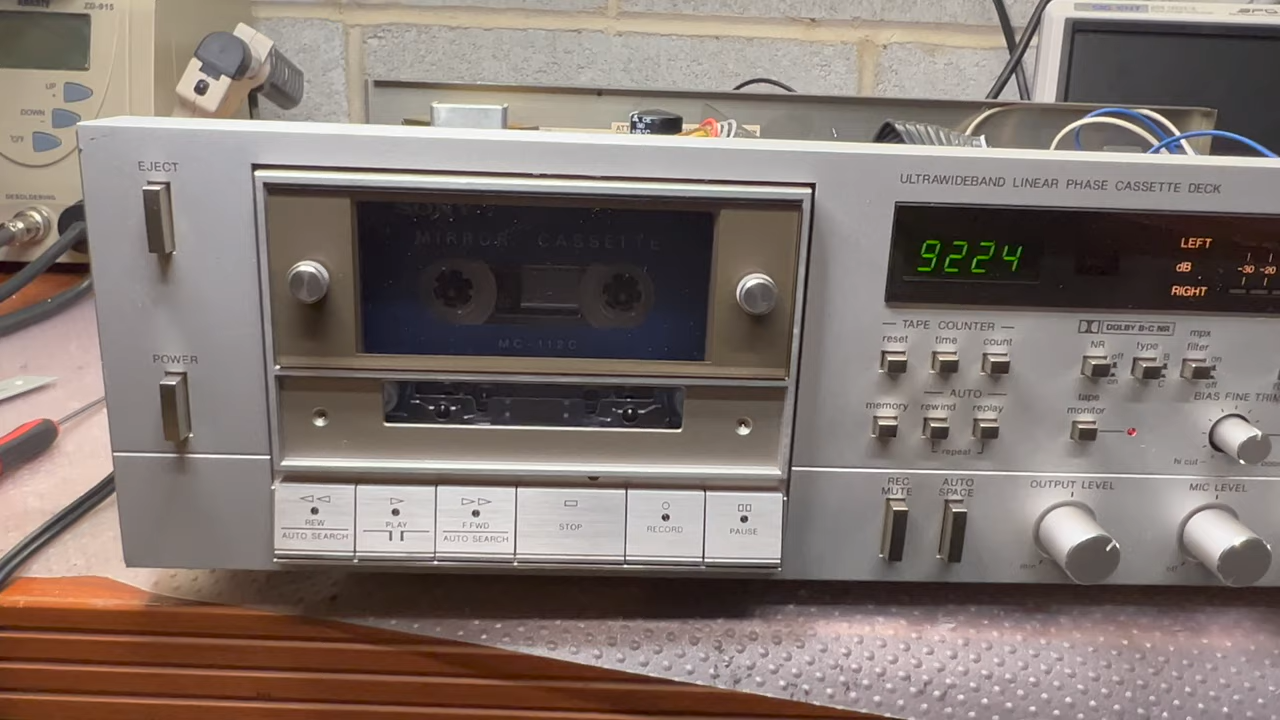 ZD-915
UP
DOWN
°C/°F
DESOLDERING
SONY
MIRROR CASSETTE
MC-112C
EJECT
POWER
REW
AUTO SEARCH
PLAY
F.FWD
AUTO SEARCH
STOP
RECORD
PAUSE
ULTRAWIDEBAND LINEAR PHASE CASSETTE DECK
9224
LEFT
dB
-30 -20
RIGHT
TAPE COUNTER
reset time count
AUTO
memory rewind replay
repeat
DOLBY B·C NR
NR type mpx filter
off on B C on off
tape monitor
BIAS FINE TRIM
hi cut
REC MUTE
AUTO SPACE
OUTPUT LEVEL
MIC LEVEL
min
off